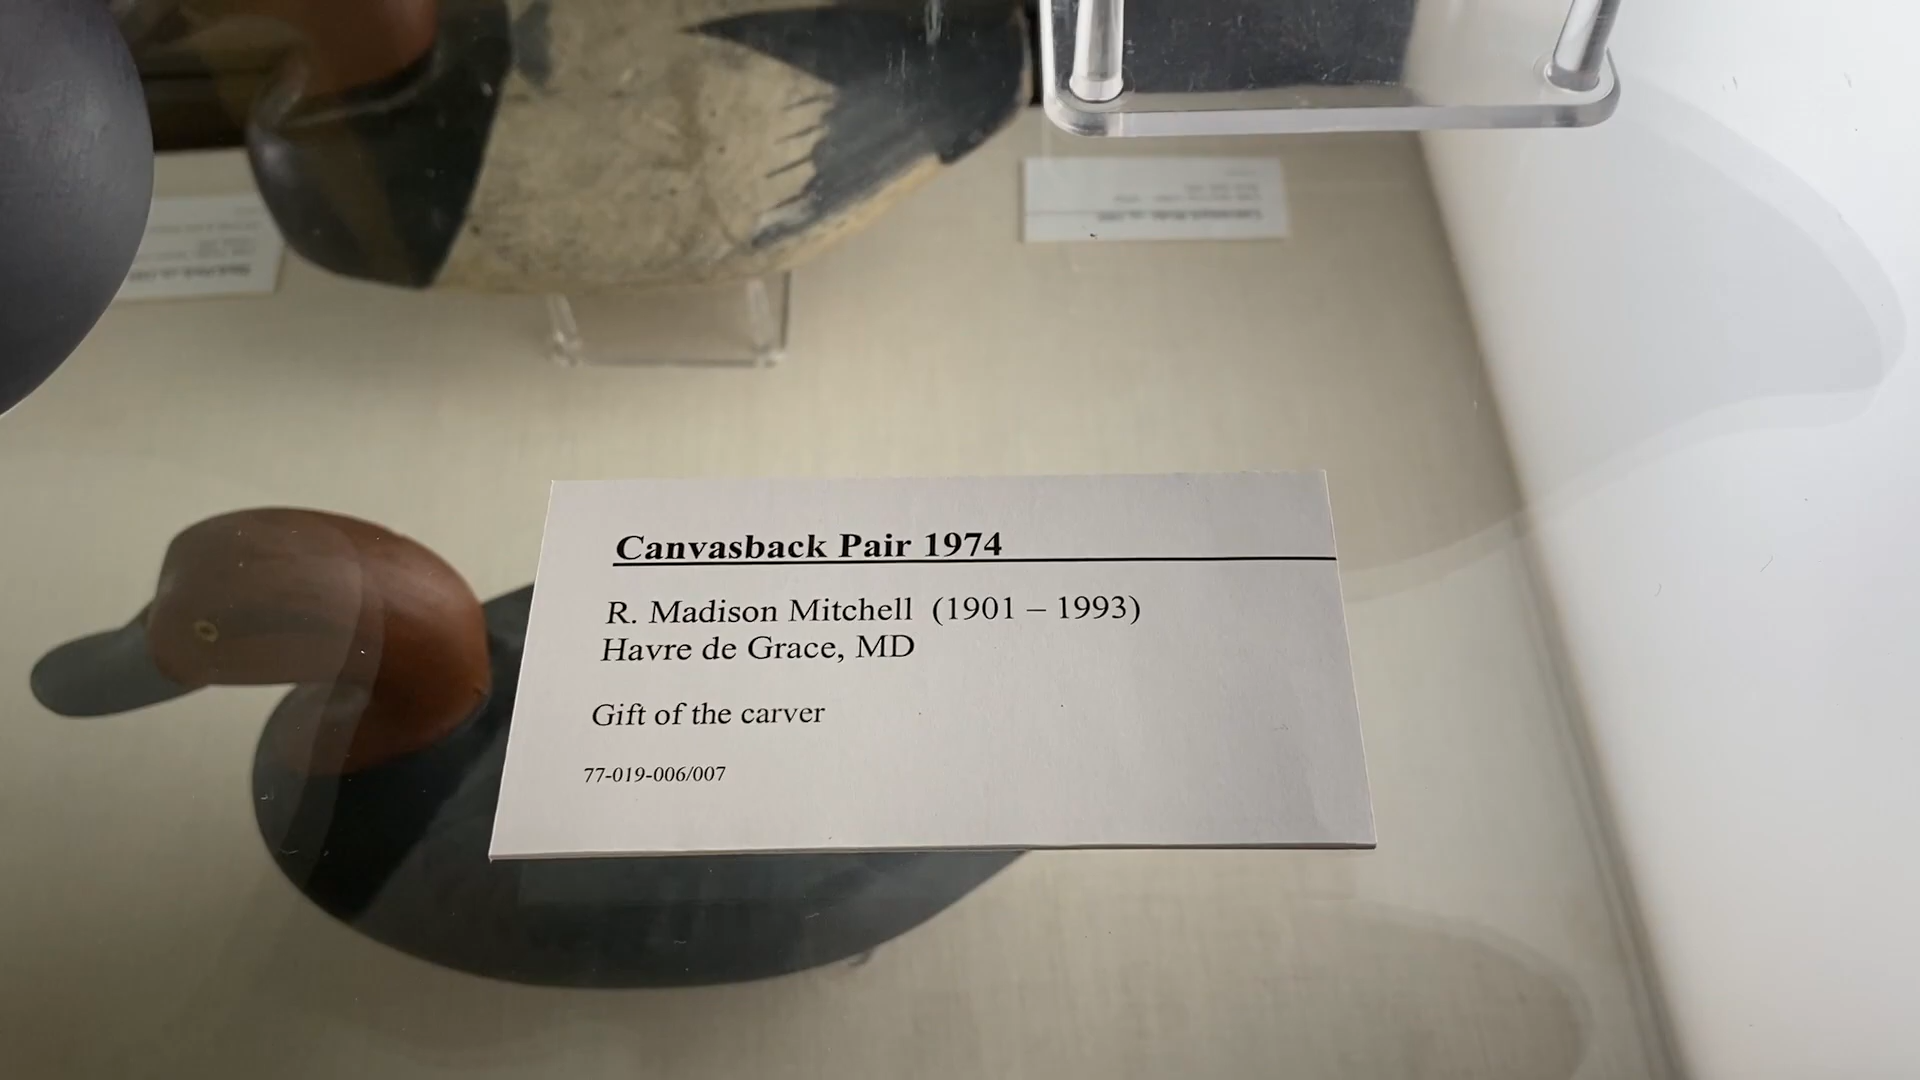 Canvasback Pair 1974
R. Madison Mitchell (1901 – 1993)
Havre de Grace, MD
Gift of the carver
77-019-006/007